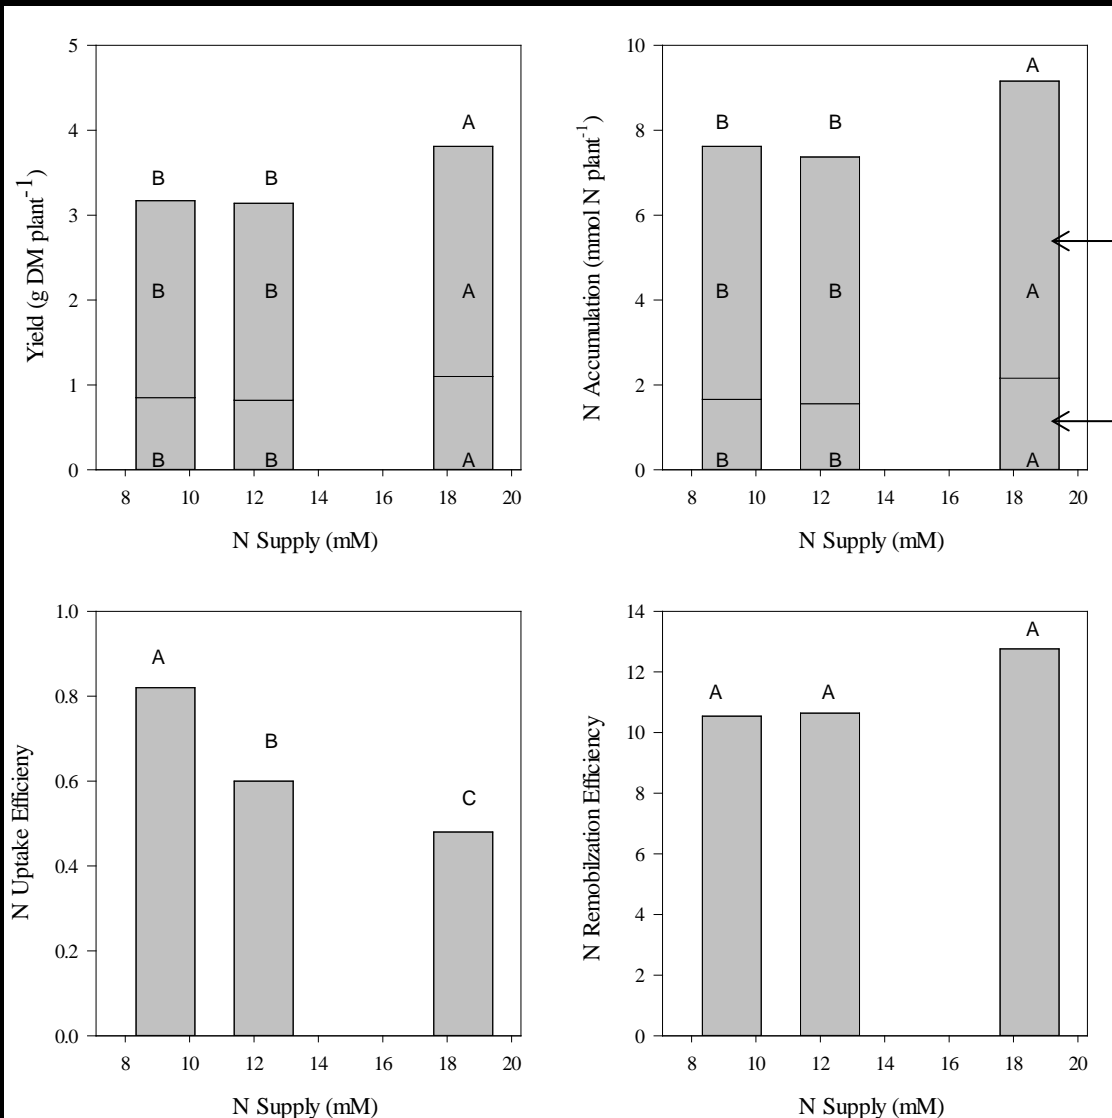 Yield (g DM plant-1)
5
4
3
2
1
0
A
B B
B B A
B B A
8 10 12 14 16 18 20
N Supply (mM)
N Accumulation (mmol N plant-1)
10
8
6
4
2
0
A
B B
B B A
B B A
8 10 12 14 16 18 20
N Supply (mM)
N Uptake Efficieny
1.0
0.8
0.6
0.4
0.2
0.0
A
B
C
8 10 12 14 16 18 20
N Supply (mM)
N Remobilzation Efficiency
14
12
10
8
6
4
2
0
A
A A
8 10 12 14 16 18 20
N Supply (mM)